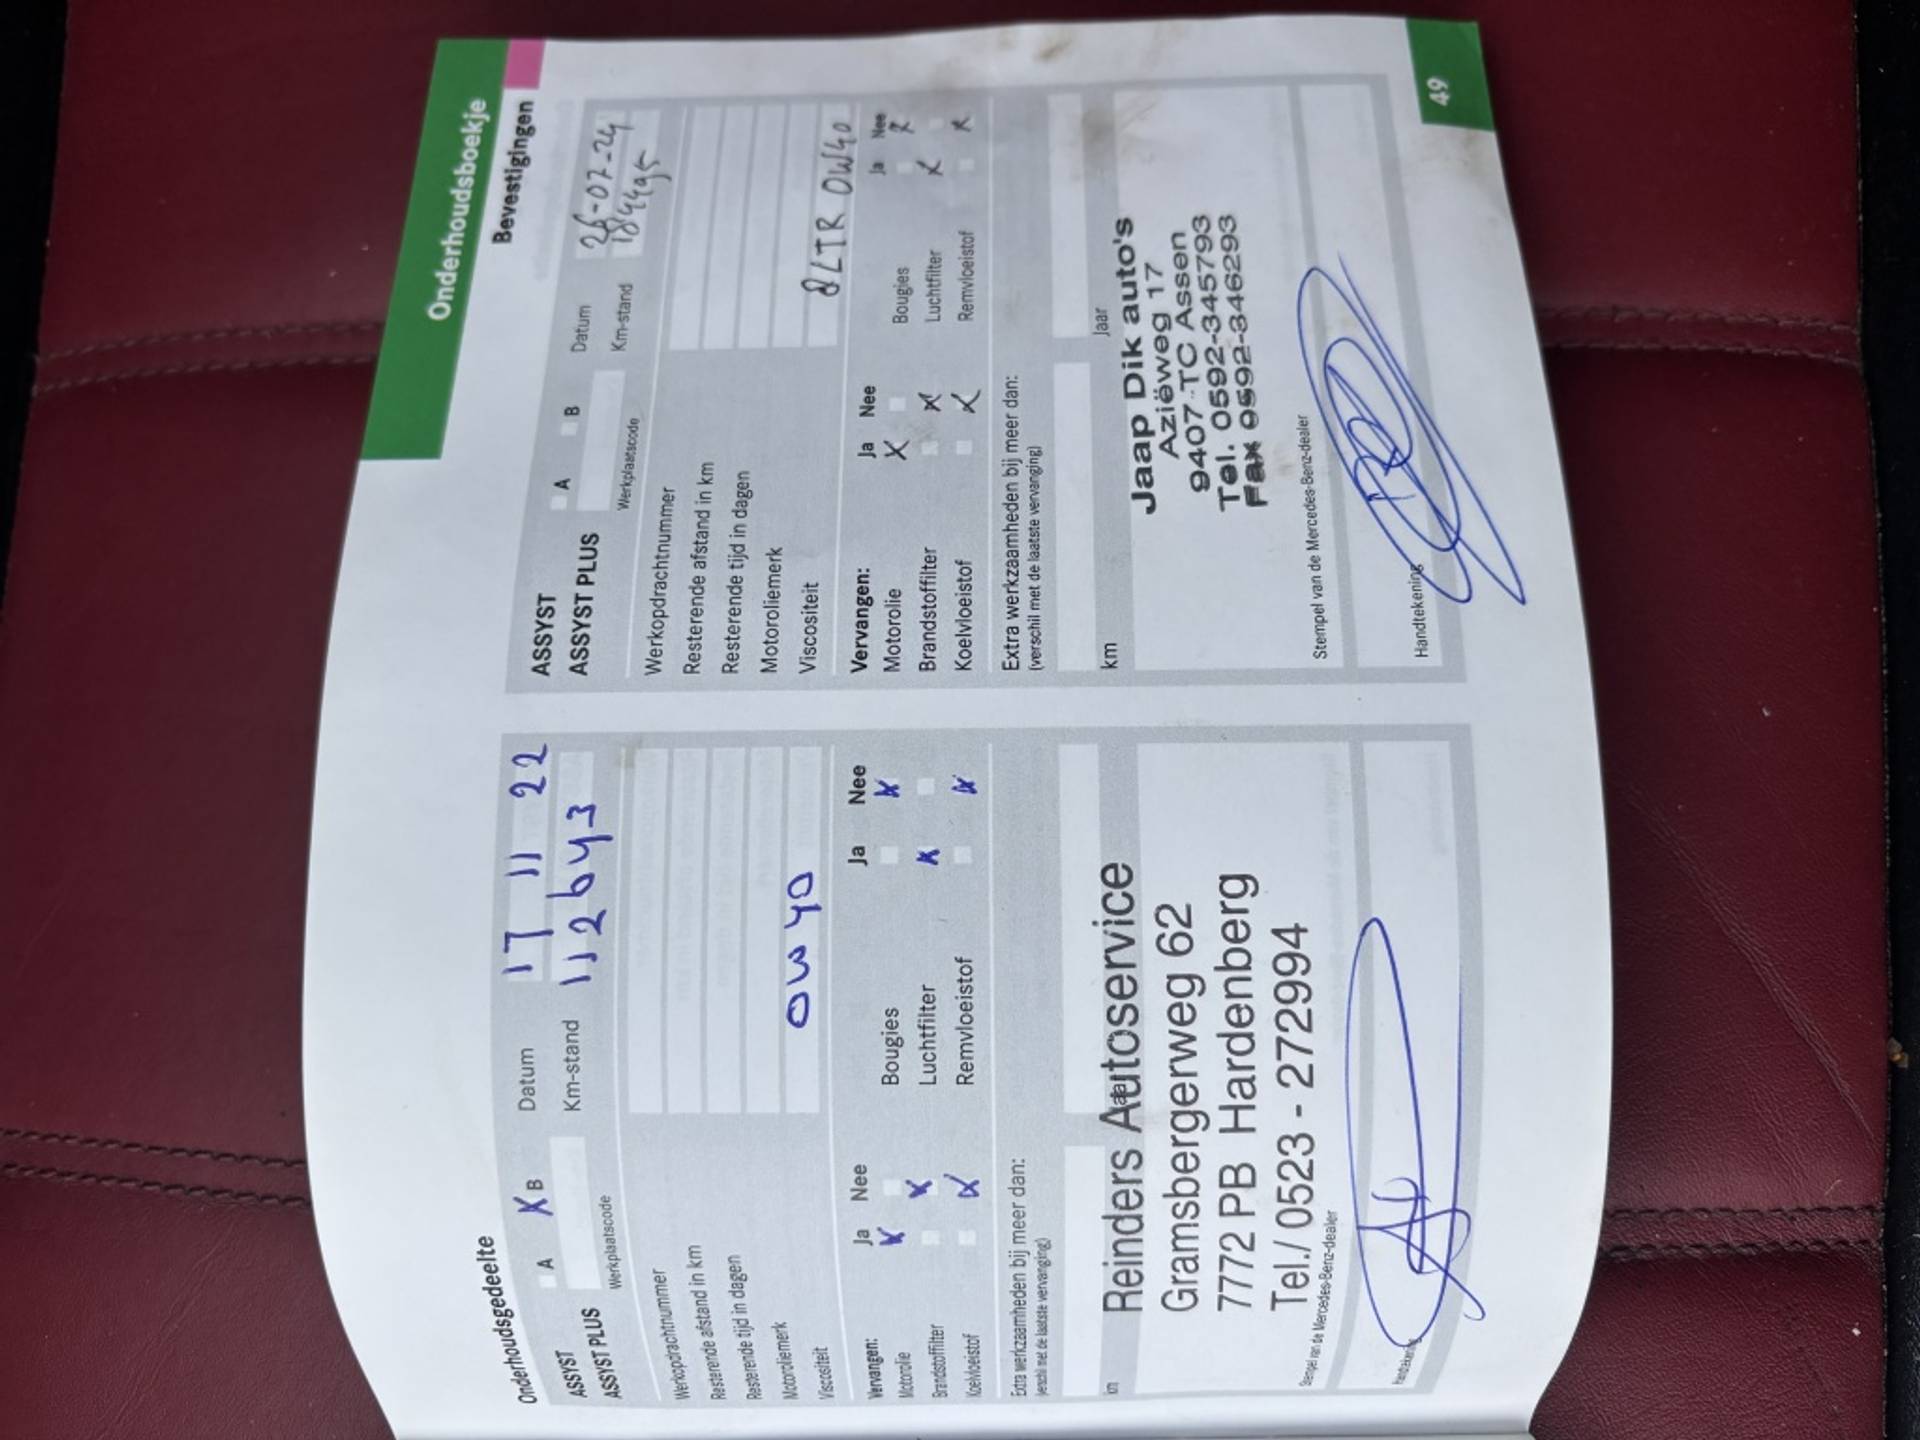 Onderhoudsboekje
Bevestigingen
Onderhoudsgedeelte
ASSYST
ASSYST PLUS
A X B
Werkplaatscode
Datum 17 11 22
Km-stand 112643
Werkopdrachtnummer
Resterende afstand in km
Resterende tijd in dagen
Motoroliemerk
Viscositeit 0W40
Vervangen: Ja Nee Ja Nee
Motorolie X Bougies X
Brandstoffilter X Luchtfilter X
Koelvloeistof X Remvloeistof X
Extra werkzaamheden bij meer dan:
(verschil met de laatste vervanging)
km
Reinders Autoservice
Gramsbergerweg 62
7772 PB Hardenberg
Tel./ 0523 - 272994
Stempel van de Mercedes-Benz-dealer
Handtekening
ASSYST
ASSYST PLUS
A B
Werkplaatscode
Datum 26-07-24
Km-stand 184495
Werkopdrachtnummer
Resterende afstand in km
Resterende tijd in dagen
Motoroliemerk
Viscositeit 8LTR 0W40
Vervangen: Ja Nee Ja Nee
Motorolie X Bougies X
Brandstoffilter X Luchtfilter X
Koelvloeistof X Remvloeistof X
Extra werkzaamheden bij meer dan:
(verschil met de laatste vervanging)
km Jaar
Jaap Dik auto's
Aziëweg 17
9407 TC Assen
Tel. 0592-345793
Fax 0592-346293
Stempel van de Mercedes-Benz-dealer
Handtekening
49